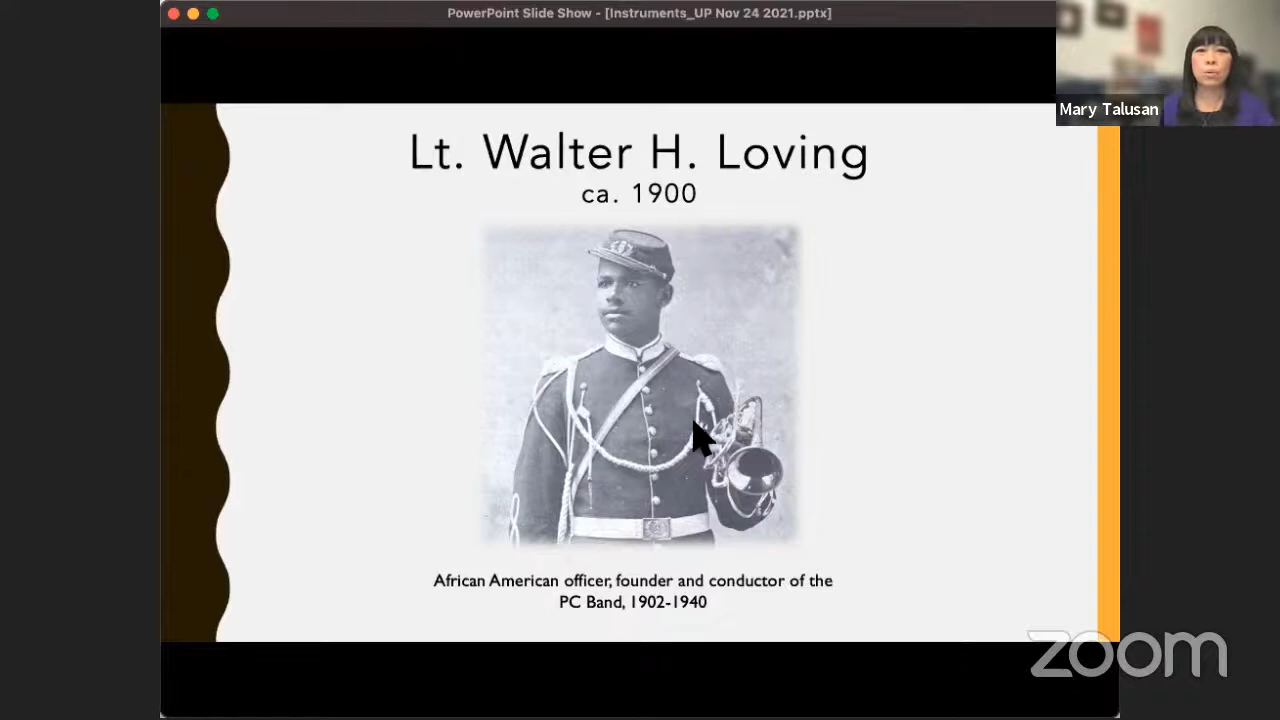 PowerPoint Slide Show - [Instruments_UP Nov 24 2021.pptx]
Mary Talusan
Lt. Walter H. Loving
ca. 1900
African American officer, founder and conductor of the
PC Band, 1902-1940
zoom